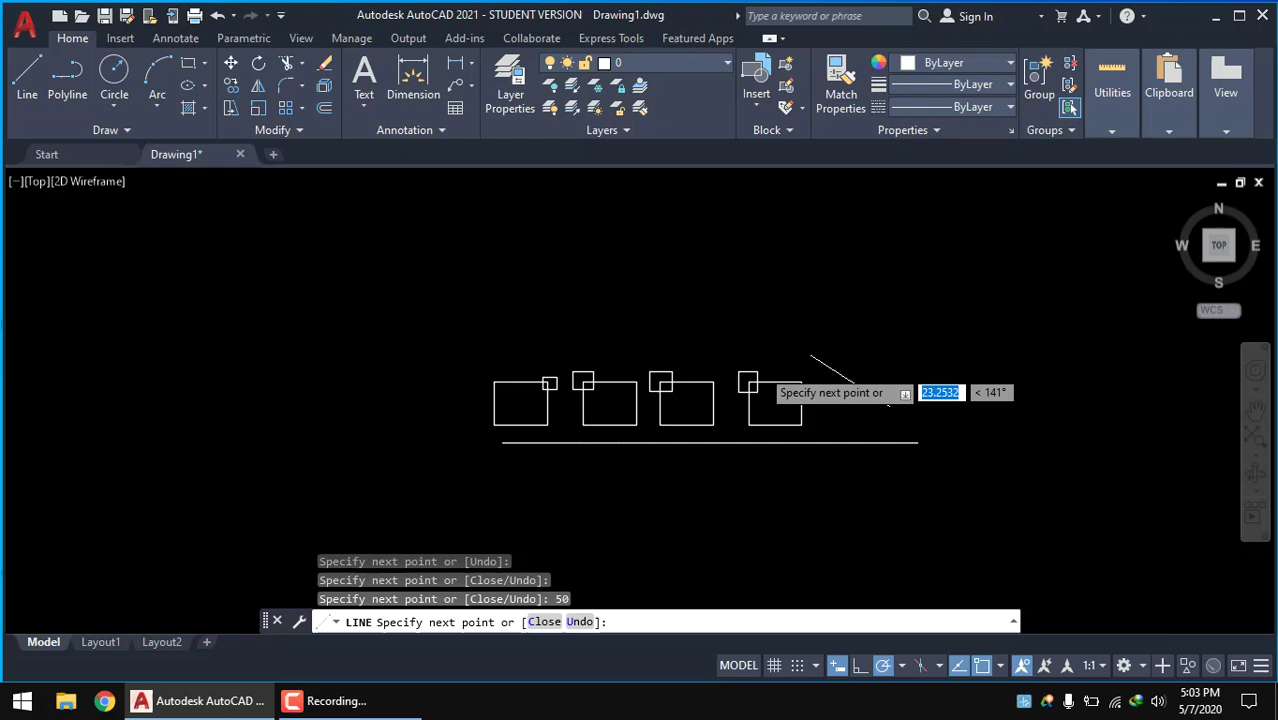 Autodesk AutoCAD 2021 - STUDENT VERSION Drawing1.dwg
Type a keyword or phrase
Sign In
Home Insert Annotate Parametric View Manage Output Add-ins Collaborate Express Tools Featured Apps
Line Polyline Circle Arc
Text Dimension
Layer
Properties
0
Insert
Match
Properties
ByLayer
ByLayer
ByLayer
Group
Utilities Clipboard View
Draw Modify Annotation Layers Block Properties Groups
Start Drawing1*
[−][Top][2D Wireframe]
N
W TOP E
S
WCS
Specify next point or 23.2532 < 141°
Specify next point or [Undo]:
Specify next point or [Close/Undo]:
Specify next point or [Close/Undo]: 50
LINE Specify next point or [Close Undo]:
Model Layout1 Layout2
MODEL 1:1
Autodesk AutoCAD ... Recording...
5:03 PM
5/7/2020